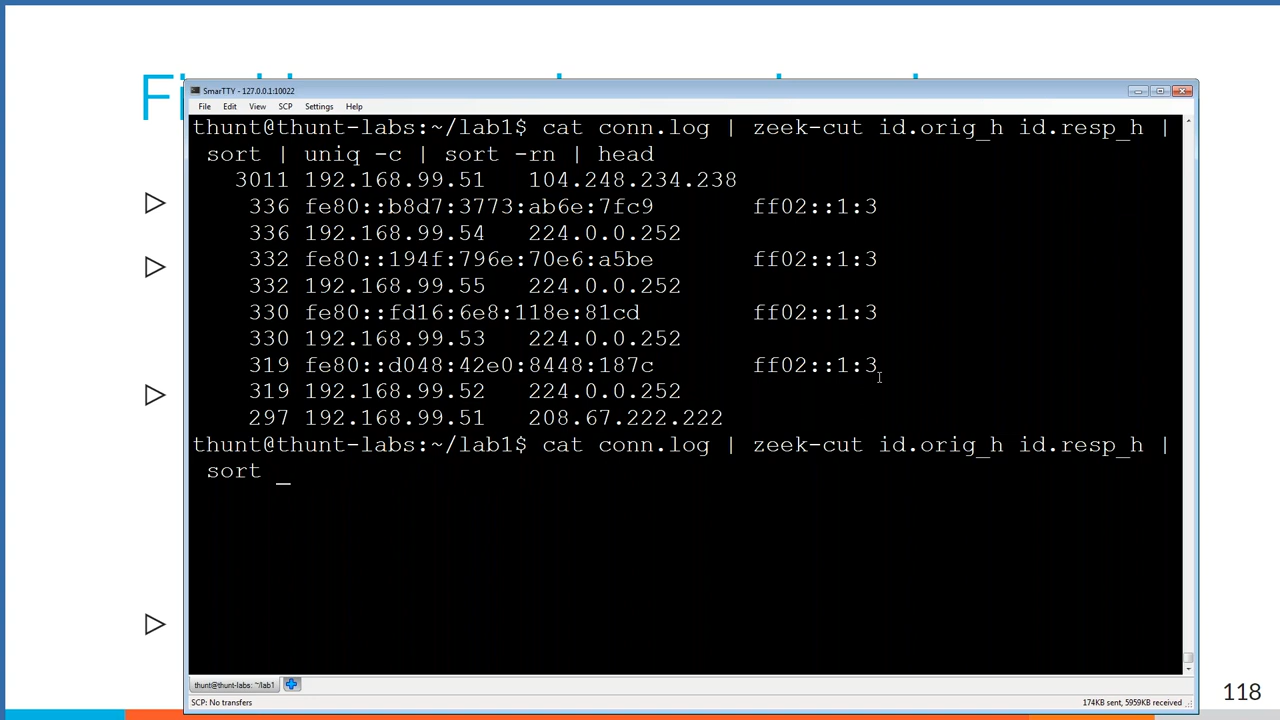 SmarTTY - 127.0.0.1:10022
File Edit View SCP Settings Help
thunt@thunt-labs:~/lab1$ cat conn.log | zeek-cut id.orig_h id.resp_h |
sort | uniq -c | sort -rn | head
3011 192.168.99.51 104.248.234.238
336 fe80::b8d7:3773:ab6e:7fc9 ff02::1:3
336 192.168.99.54 224.0.0.252
332 fe80::194f:796e:70e6:a5be ff02::1:3
332 192.168.99.55 224.0.0.252
330 fe80::fd16:6e8:118e:81cd ff02::1:3
330 192.168.99.53 224.0.0.252
319 fe80::d048:42e0:8448:187c ff02::1:3
319 192.168.99.52 224.0.0.252
297 192.168.99.51 208.67.222.222
thunt@thunt-labs:~/lab1$ cat conn.log | zeek-cut id.orig_h id.resp_h |
sort _
thunt@thunt-labs: ~/lab1
SCP: No transfers 174KB sent, 5959KB received
118